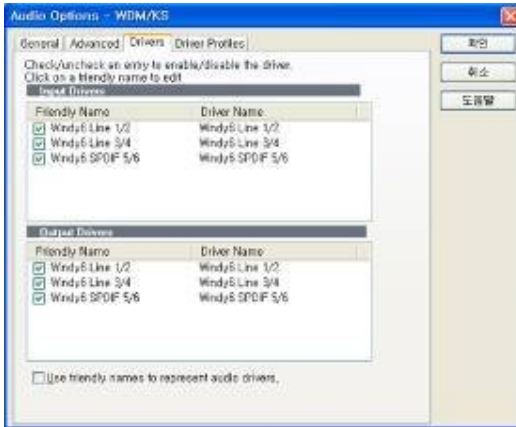 Audio Options - WDM/KS
General Advanced Drivers Driver Profiles
확인
취소
도움말
Check/uncheck an entry to enable/disable the driver.
Click on a friendly name to edit
Input Drivers
Friendly Name Driver Name
Windy6 Line 1/2 Windy6 Line 1/2
Windy6 Line 3/4 Windy6 Line 3/4
Windy6 SPDIF 5/6 Windy6 SPDIF 5/6
Output Drivers
Friendly Name Driver Name
Windy6 Line 1/2 Windy6 Line 1/2
Windy6 Line 3/4 Windy6 Line 3/4
Windy6 SPDIF 5/6 Windy6 SPDIF 5/6
Use friendly names to represent audio drivers.